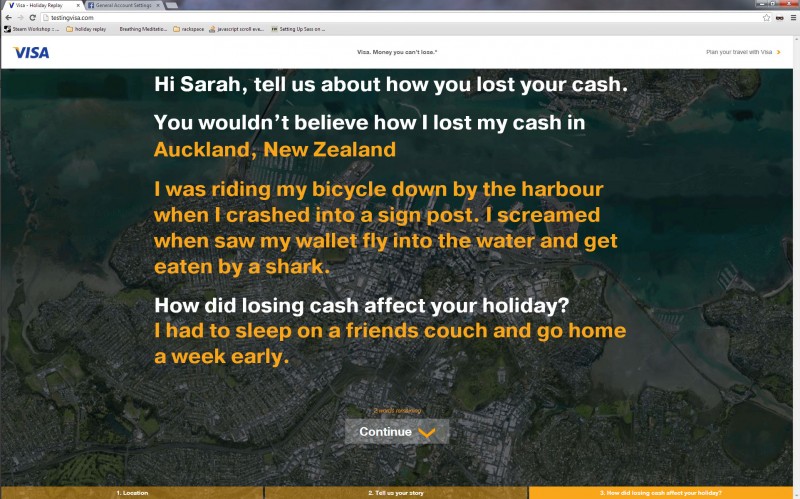 Visa - Holiday Replay
General Account Settings
testingvisa.com
Steam Workshop :: ...
holiday replay
Breathing Meditatio...
rackspace
javascript scroll eve...
Setting Up Sass on ...
VISA
Visa. Money you can't lose.*
Plan your travel with Visa
Hi Sarah, tell us about how you lost your cash.
You wouldn't believe how I lost my cash in
Auckland, New Zealand
I was riding my bicycle down by the harbour
when I crashed into a sign post. I screamed
when saw my wallet fly into the water and get
eaten by a shark.
How did losing cash affect your holiday?
I had to sleep on a friends couch and go home
a week early.
Continue
1. Location
2. Tell us your story
3. How did losing cash affect your holiday?